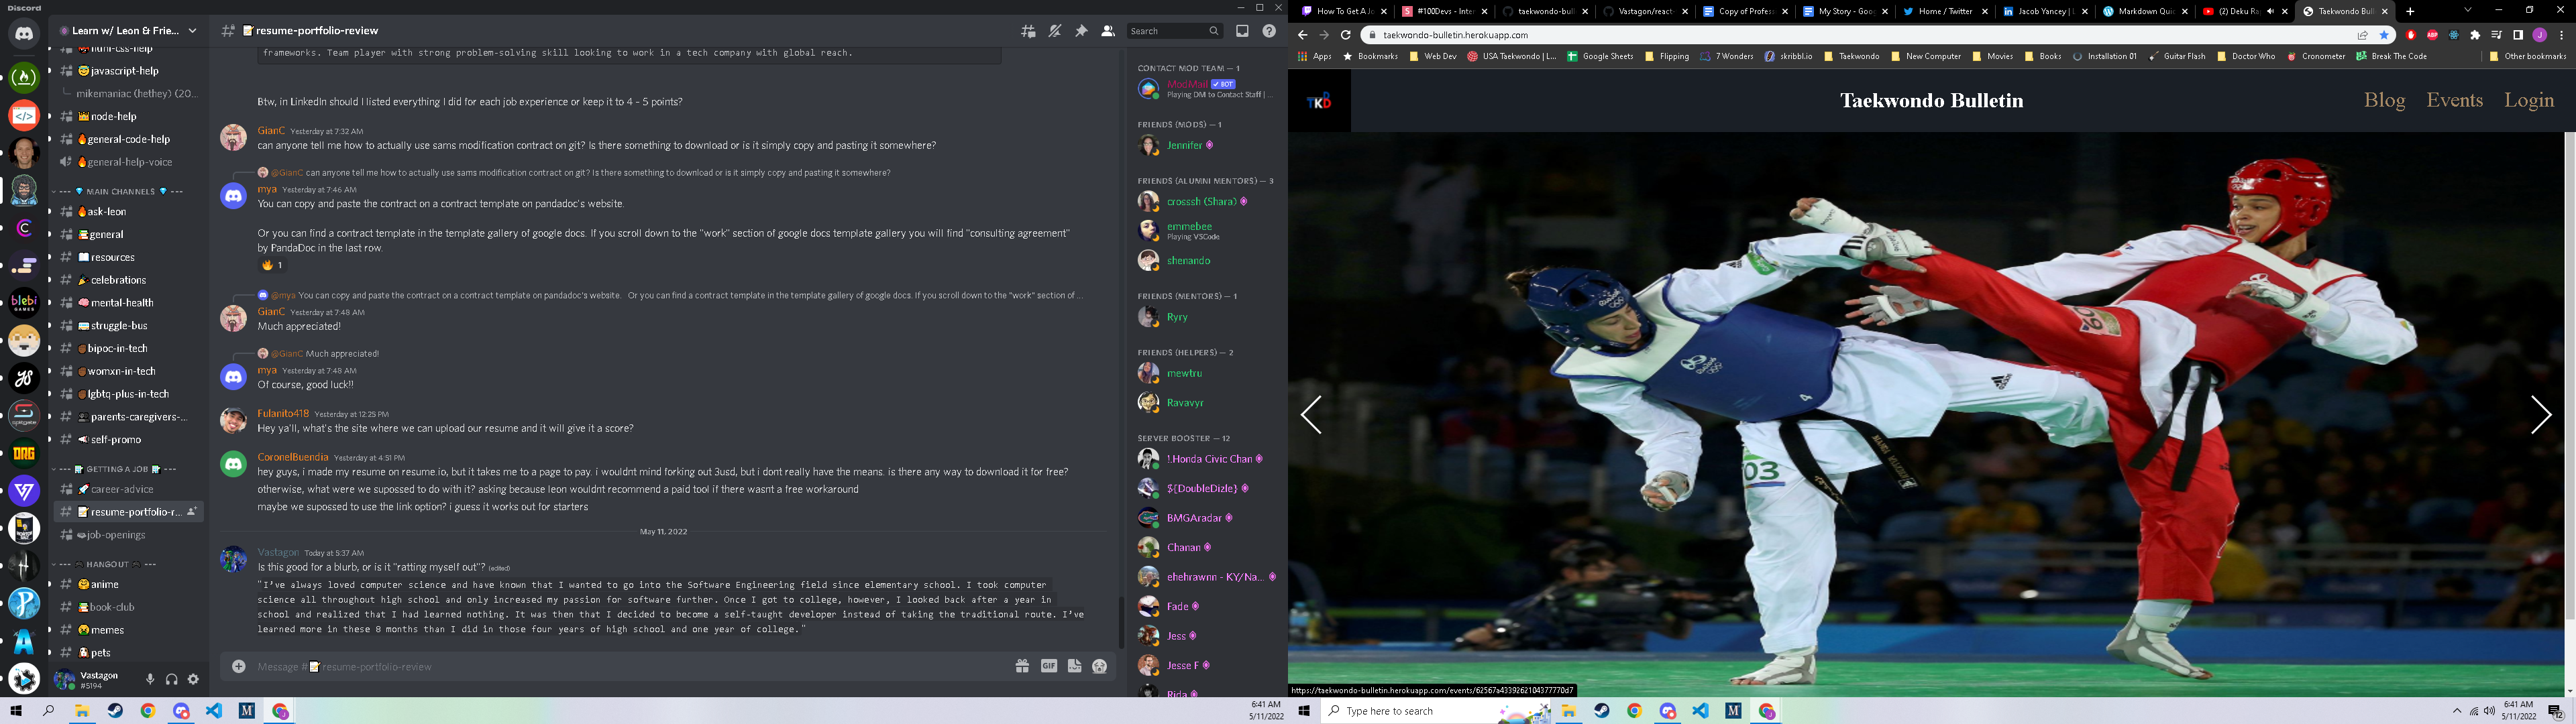 Discord
Learn w/ Leon & Frie...
html-css-help
javascript-help
mikemaniac (hethey) (20...
node-help
general-code-help
general-help-voice
--- MAIN CHANNELS ---
ask-leon
general
resources
celebrations
mental-health
struggle-bus
bipoc-in-tech
womxn-in-tech
lgbtq-plus-in-tech
parents-caregivers-...
self-promo
--- GETTING A JOB ---
career-advice
resume-portfolio-r...
job-openings
--- HANGOUT ---
anime
book-club
memes
pets
Vastagon
#5194
resume-portfolio-review
Search
frameworks. Team player with strong problem-solving skill looking to work in a tech company with global reach.
Btw, in LinkedIn should I listed everything I did for each job experience or keep it to 4 - 5 points?
GianC Yesterday at 7:32 AM
can anyone tell me how to actually use sams modification contract on git? Is there something to download or is it simply copy and pasting it somewhere?
@GianC can anyone tell me how to actually use sams modification contract on git? Is there something to download or is it simply copy and pasting it somewhere?
mya Yesterday at 7:46 AM
You can copy and paste the contract on a contract template on pandadoc's website.
Or you can find a contract template in the template gallery of google docs. If you scroll down to the "work" section of google docs template gallery you will find "consulting agreement"
by PandaDoc in the last row.
1
@mya You can copy and paste the contract on a contract template on pandadoc's website. Or you can find a contract template in the template gallery of google docs. If you scroll down to the "work" section of ...
GianC Yesterday at 7:48 AM
Much appreciated!
@GianC Much appreciated!
mya Yesterday at 7:48 AM
Of course, good luck!!
Fulanito418 Yesterday at 12:25 PM
Hey ya'll, what's the site where we can upload our resume and it will give it a score?
CoronelBuendia Yesterday at 4:51 PM
hey guys, i made my resume on resume.io, but it takes me to a page to pay. i wouldnt mind forking out 3usd, but i dont really have the means. is there any way to download it for free?
otherwise, what were we supossed to do with it? asking because leon wouldnt recommend a paid tool if there wasnt a free workaround
maybe we supossed to use the link option? i guess it works out for starters
May 11, 2022
Vastagon Today at 5:37 AM
Is this good for a blurb, or is it "ratting myself out"? (edited)
"I've always loved computer science and have known that I wanted to go into the Software Engineering field since elementary school. I took computer
science all throughout high school and only increased my passion for software further. Once I got to college, however, I looked back after a year in
school and realized that I had learned nothing. It was then that I decided to become a self-taught developer instead of taking the traditional route. I've
learned more in these 8 months than I did in those four years of high school and one year of college."
Message # resume-portfolio-review
GIF
CONTACT MOD TEAM — 1
ModMail BOT
Playing DM to Contact Staff | ...
FRIENDS (MODS) — 1
Jennifer
FRIENDS (ALUMNI MENTORS) — 3
crosssh (Shara)
emmebee
Playing VSCode
shenando
FRIENDS (MENTORS) — 1
Ryry
FRIENDS (HELPERS) — 2
mewtru
Ravavyr
SERVER BOOSTER — 12
!.Honda Civic Chan
${DoubleDizle}
BMGAradar
Chanan
ehehrawnn - KY/Na...
Fade
Jess
Jesse F
Rida
6:41 AM
5/11/2022
How To Get A Jo
#100Devs - Inter
taekwondo-bull
Vastagon/react-
Copy of Profess
My Story - Goog
Home / Twitter
Jacob Yancey | L
Markdown Quic
(2) Deku Ra
Taekwondo Bull
taekwondo-bulletin.herokuapp.com
Apps
Bookmarks
Web Dev
USA Taekwondo | L...
Google Sheets
Flipping
7 Wonders
skribbl.io
Taekwondo
New Computer
Movies
Books
Installation 01
Guitar Flash
Doctor Who
Cronometer
Break The Code
Other bookmarks
TKD
Taekwondo Bulletin
Blog
Events
Login
03
4
https://taekwondo-bulletin.herokuapp.com/events/62567a4339262104377770d7
Type here to search
6:41 AM
5/11/2022